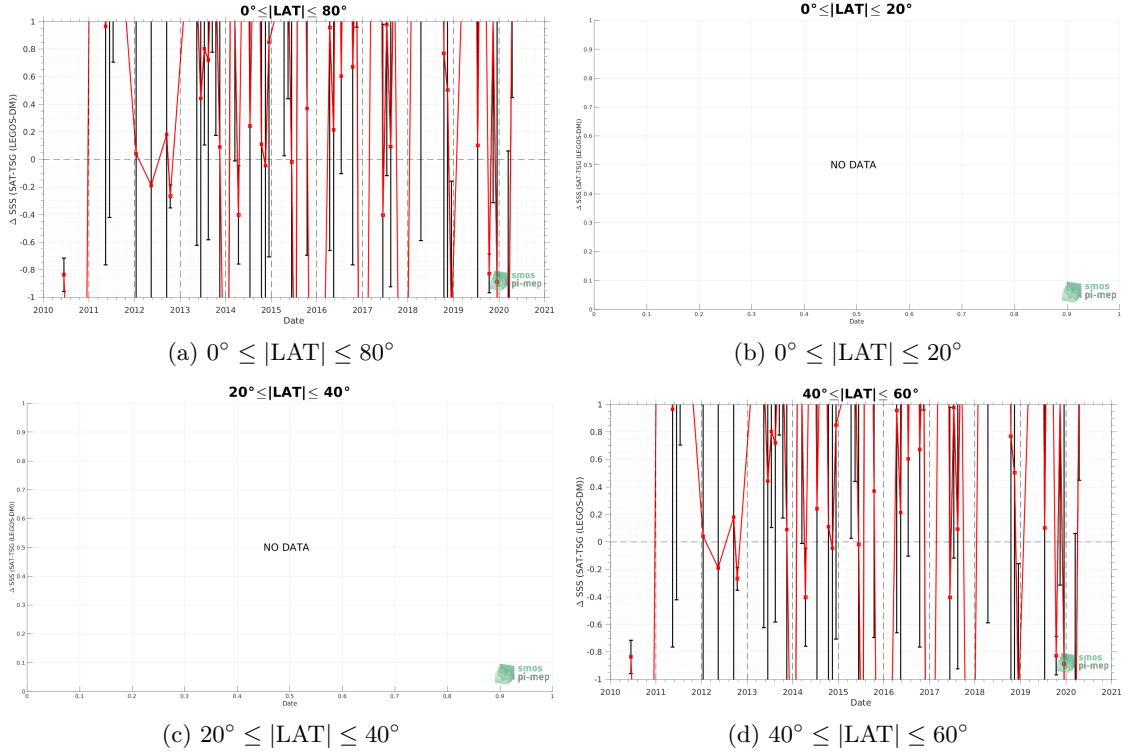 0°≤|LAT|≤ 80°
Δ SSS (SAT-TSG (LEGOS-DM))
1
0.8
0.6
0.4
0.2
0
-0.2
-0.4
-0.6
-0.8
-1
2010 2011 2012 2013 2014 2015 2016 2017 2018 2019 2020 2021
Date
smos
pi-mep
(a) 0° ≤ |LAT| ≤ 80°
0°≤|LAT|≤ 20°
Δ SSS (SAT-TSG (LEGOS-DM))
1
0.9
0.8
0.7
0.6
0.5
0.4
0.3
0.2
0.1
0
NO DATA
0 0.1 0.2 0.3 0.4 0.5 0.6 0.7 0.8 0.9 1
Date
smos
pi-mep
(b) 0° ≤ |LAT| ≤ 20°
20°≤|LAT|≤ 40°
Δ SSS (SAT-TSG (LEGOS-DM))
1
0.9
0.8
0.7
0.6
0.5
0.4
0.3
0.2
0.1
0
NO DATA
0 0.1 0.2 0.3 0.4 0.5 0.6 0.7 0.8 0.9 1
Date
smos
pi-mep
(c) 20° ≤ |LAT| ≤ 40°
40°≤|LAT|≤ 60°
Δ SSS (SAT-TSG (LEGOS-DM))
1
0.8
0.6
0.4
0.2
0
-0.2
-0.4
-0.6
-0.8
-1
2010 2011 2012 2013 2014 2015 2016 2017 2018 2019 2020 2021
Date
smos
pi-mep
(d) 40° ≤ |LAT| ≤ 60°